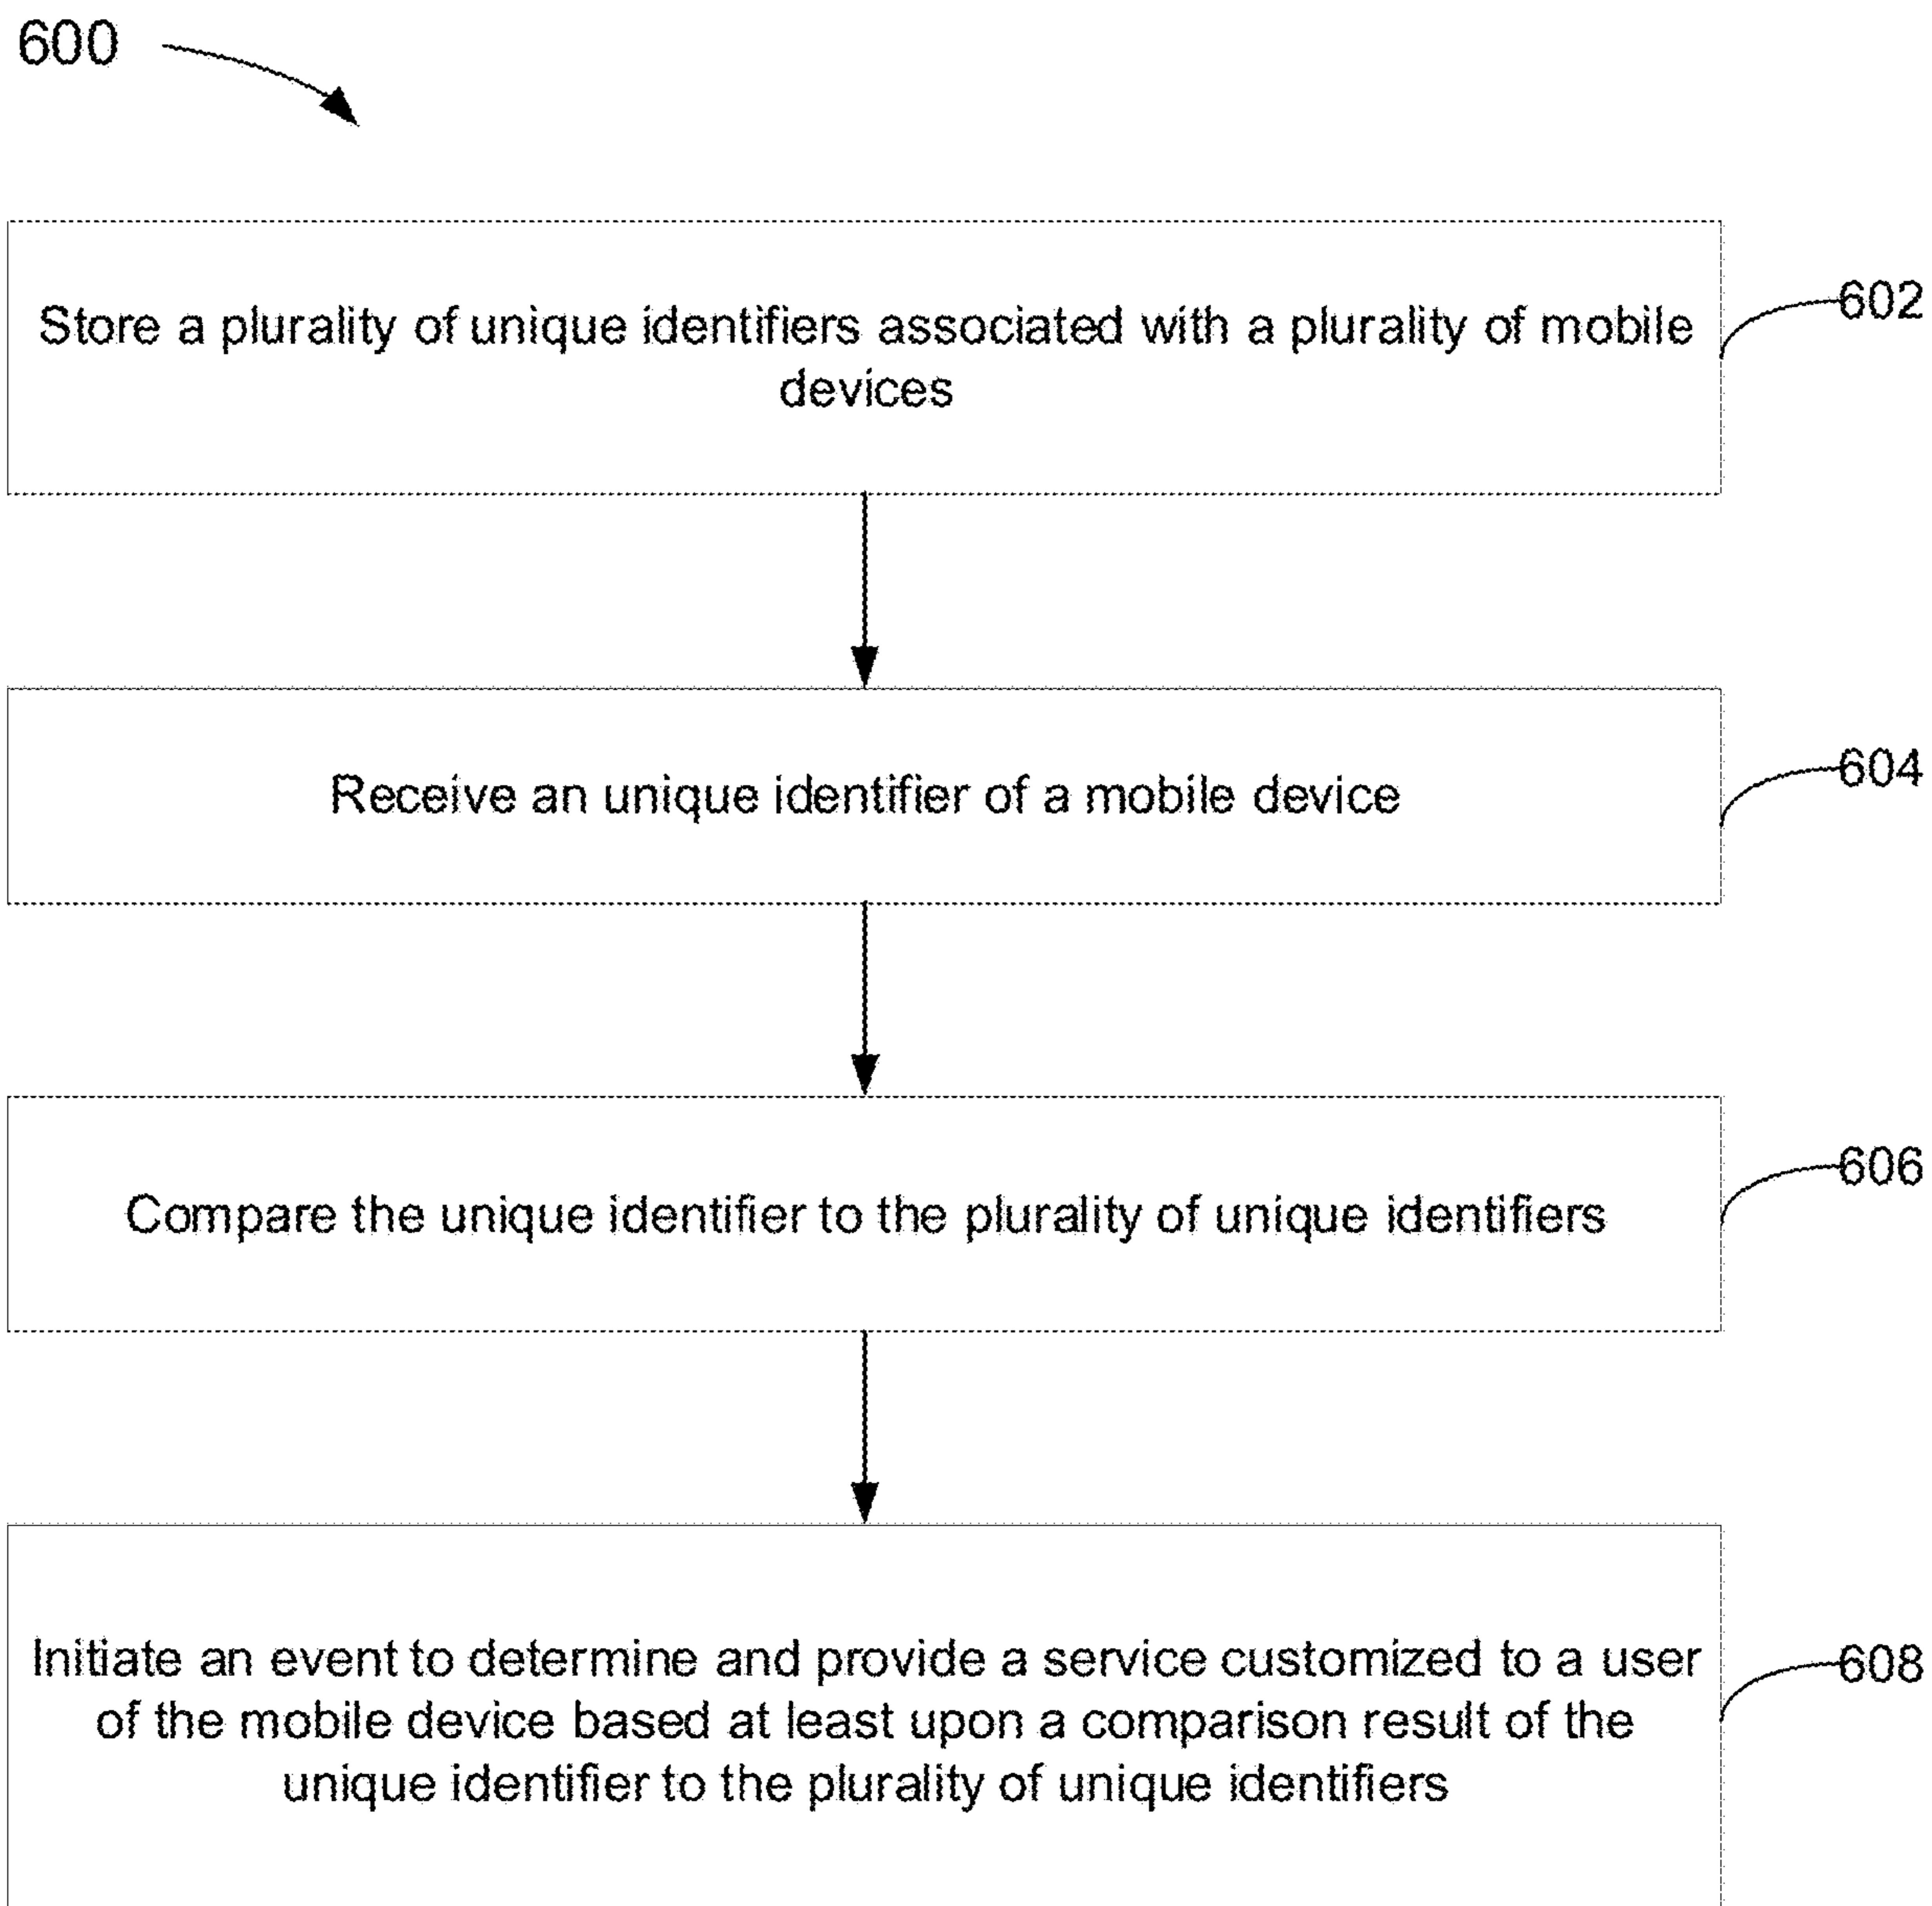 600
Store a plurality of unique identifiers associated with a plurality of mobile
devices
602
Receive an unique identifier of a mobile device
604
Compare the unique identifier to the plurality of unique identifiers
606
Initiate an event to determine and provide a service customized to a user
of the mobile device based at least upon a comparison result of the
unique identifier to the plurality of unique identifiers
608